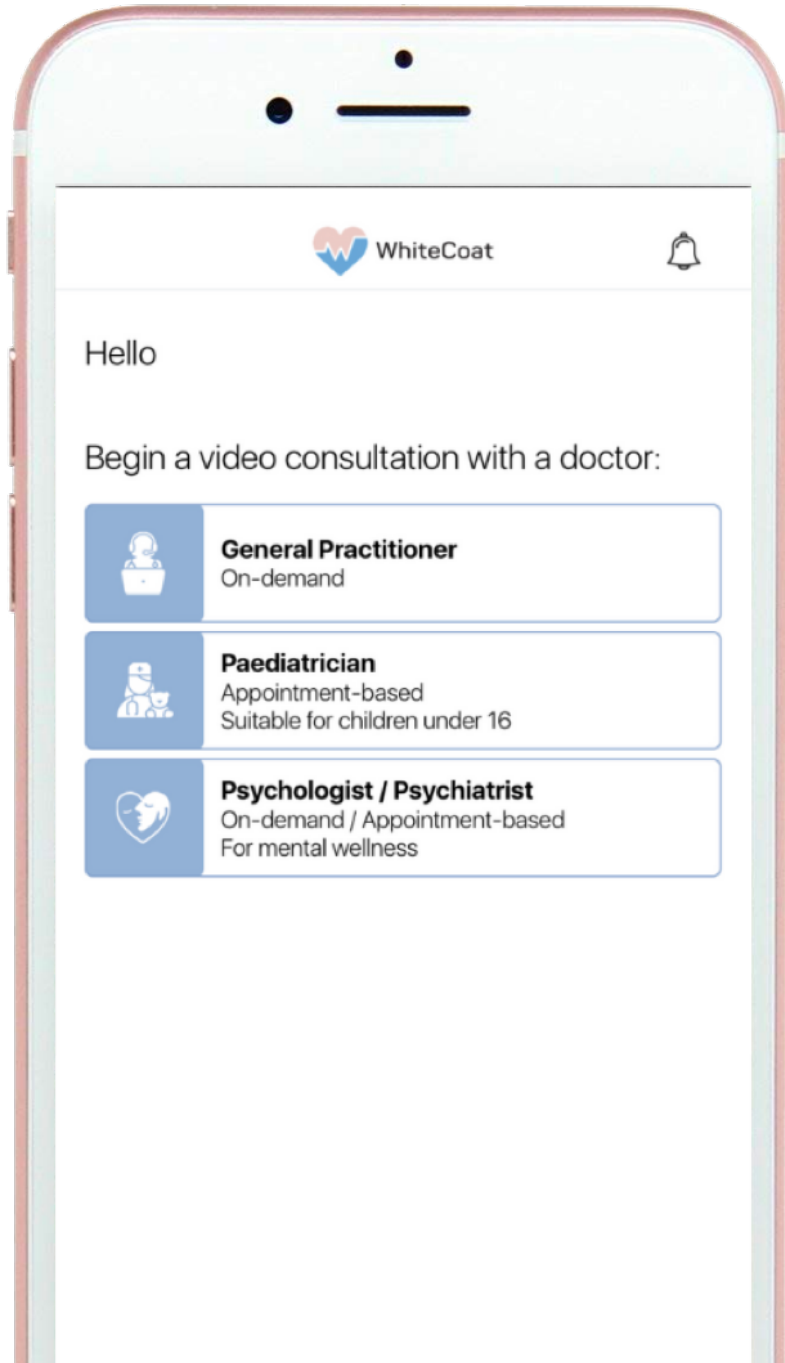 WhiteCoat
Hello
Begin a video consultation with a doctor:
General Practitioner
On-demand
Paediatrician
Appointment-based
Suitable for children under 16
Psychologist / Psychiatrist
On-demand / Appointment-based
For mental wellness